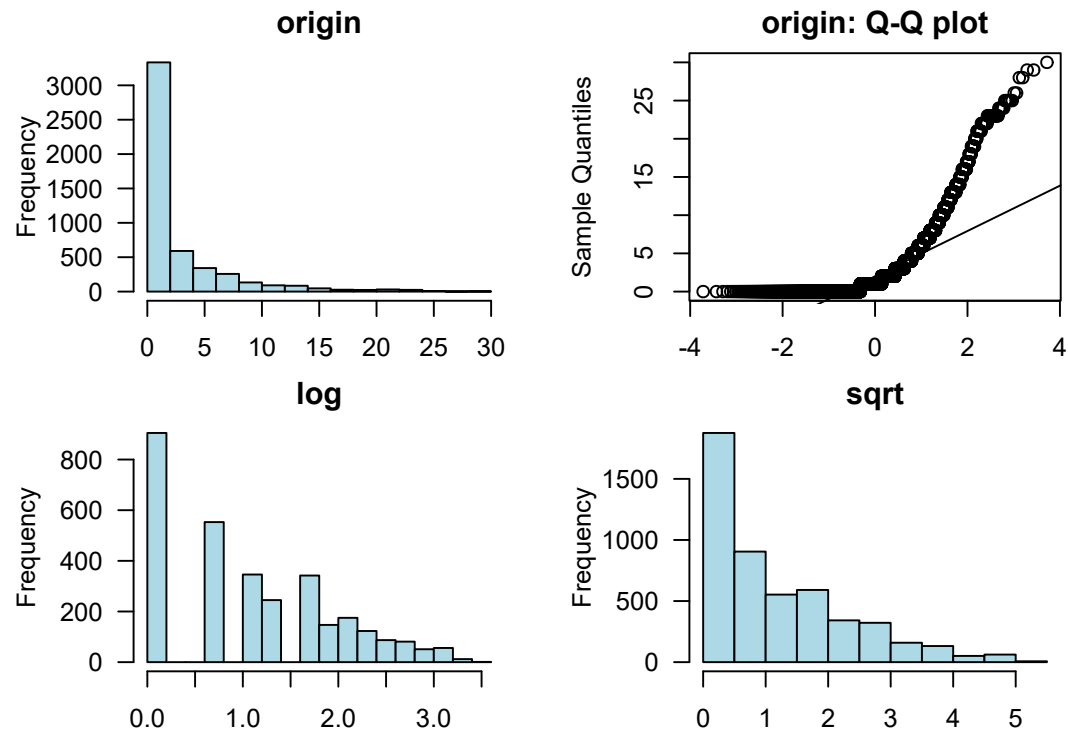 origin
Frequency
3000
2500
2000
1500
1000
500
0
0 5 10 15 20 25 30
origin: Q-Q plot
Sample Quantiles
25
15
5
0
-4 -2 0 2 4
log
Frequency
800
600
400
200
0
0.0 1.0 2.0 3.0
sqrt
Frequency
1500
1000
500
0
0 1 2 3 4 5